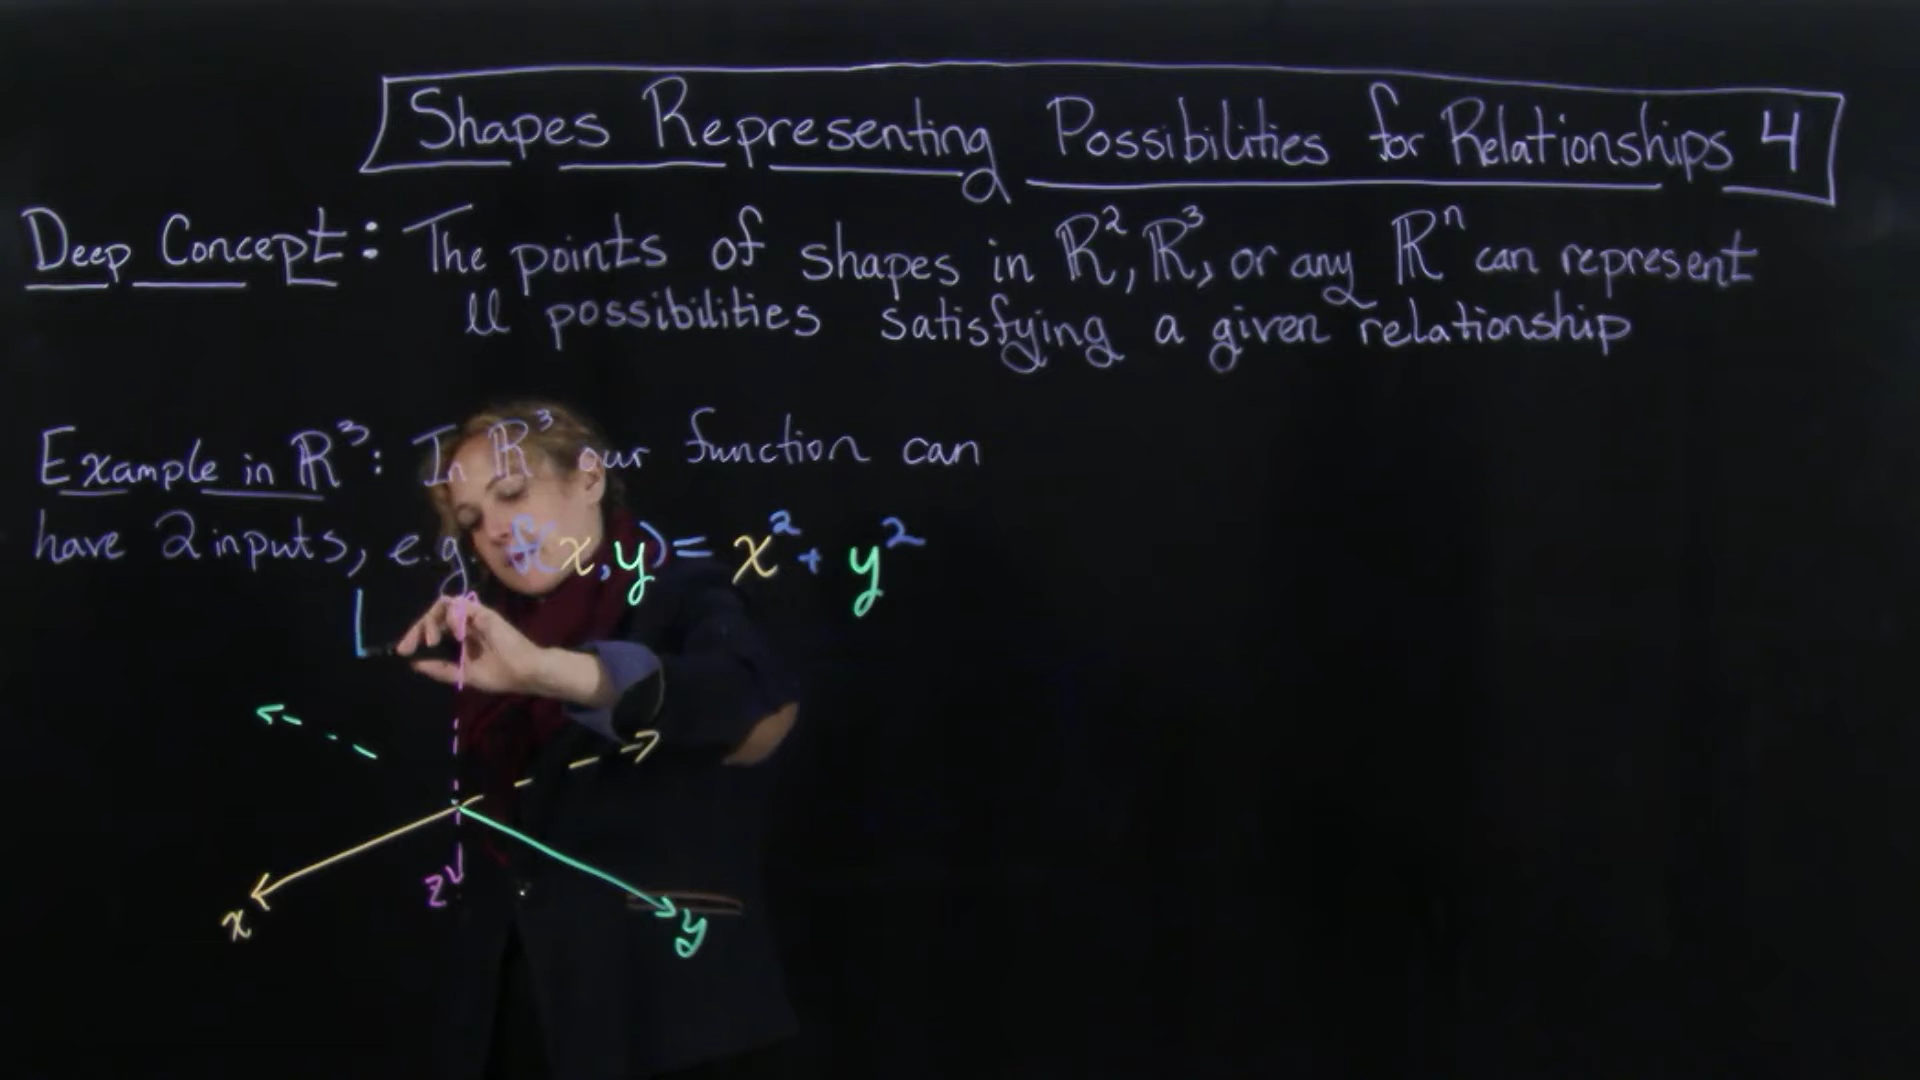 Shapes Representing Possibilities for Relationships 4
Deep Concept: The points of shapes in ℝ², ℝ³, or any ℝⁿ can represent
ll possibilities satisfying a given relationship
Example in ℝ³: In ℝ³ our function can
have 2 inputs, e.g. f(x,y) = x² + y²
x
z
y